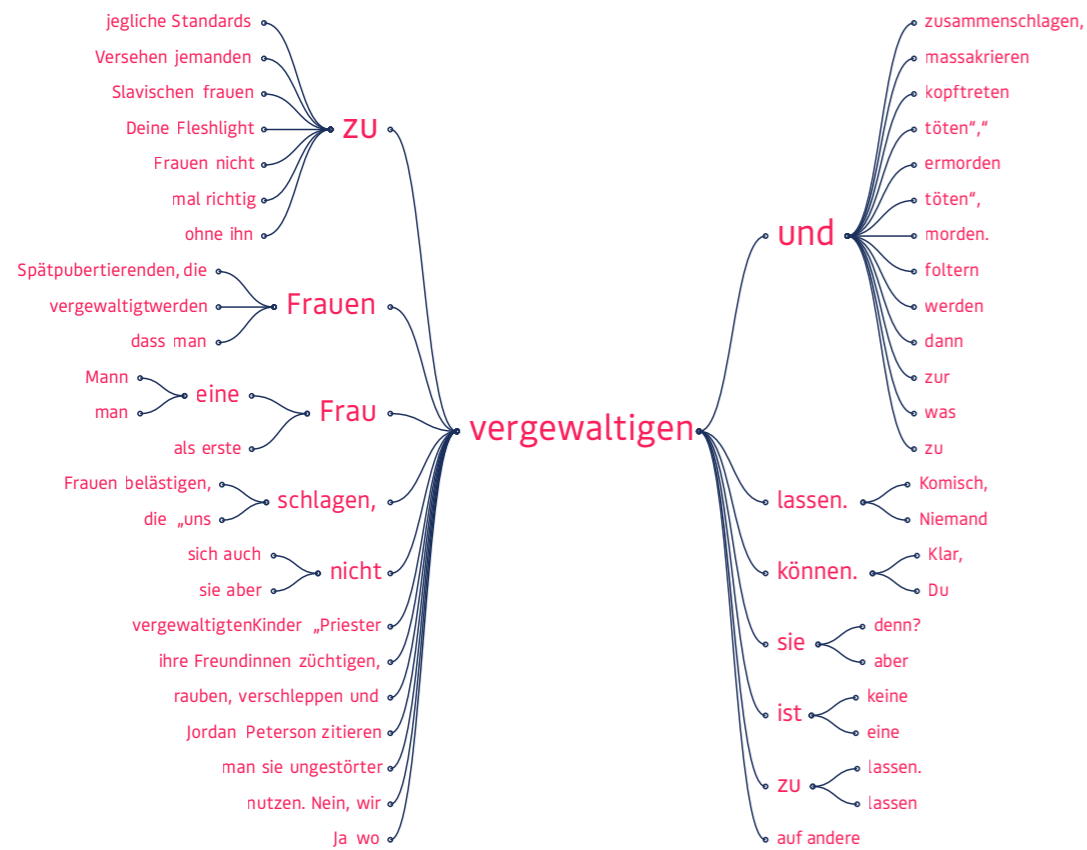 jegliche Standards
Versehen jemanden
Slavischen frauen
Deine Fleshlight
Frauen nicht
mal richtig
ohne ihn
zu
Spätpubertierenden, die
vergewaltigtwerden
dass man
Frauen
Mann
man
eine
als erste
Frau
Frauen belästigen,
die „uns
schlagen,
sich auch
sie aber
nicht
vergewaltigtenKinder „Priester
ihre Freundinnen züchtigen,
rauben, verschleppen und
Jordan Peterson zitieren
man sie ungestörter
nutzen. Nein, wir
Ja wo
vergewaltigen
und
zusammenschlagen,
massakrieren
kopftreten
töten“,“
ermorden
töten“,
morden.
foltern
werden
dann
zur
was
zu
lassen.
Komisch,
Niemand
können.
Klar,
Du
sie
denn?
aber
ist
keine
eine
zu
lassen.
lassen
auf andere